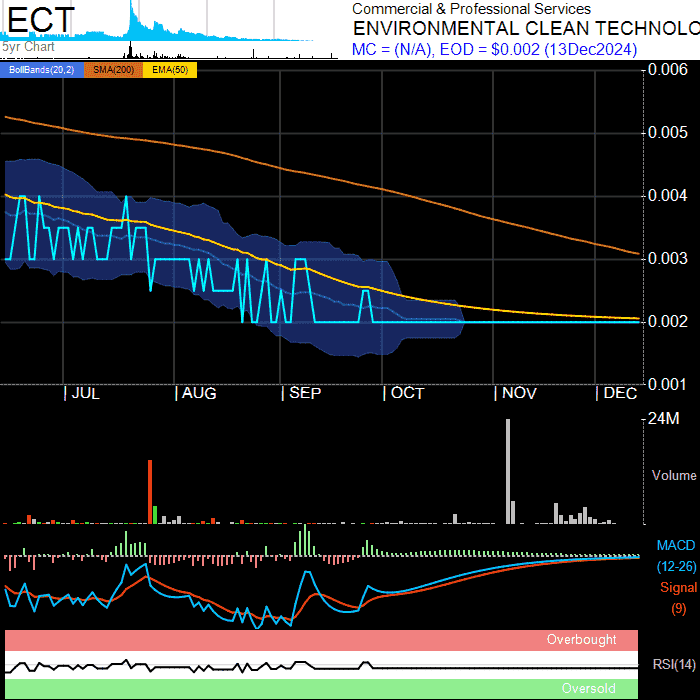 ECT
5yr Chart
Commercial & Professional Services
ENVIRONMENTAL CLEAN TECHNOLO
MC = (N/A), EOD = $0.002 (13Dec2024)
BollBands(20,2) SMA(200) EMA(50)
0.006
0.005
0.004
0.003
0.002
0.001
JUL AUG SEP OCT NOV DEC
24M
Volume
MACD
(12-26)
Signal
(9)
Overbought
RSI(14)
Oversold